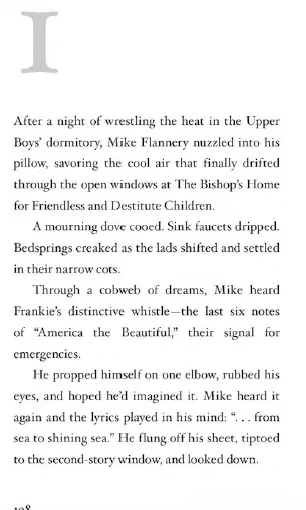 I
After a night of wrestling the heat in the Upper
Boys' dormitory, Mike Flannery nuzzled into his
pillow, savoring the cool air that finally drifted
through the open windows at The Bishop's Home
for Friendless and Destitute Children.
A mourning dove cooed. Sink faucets dripped.
Bedsprings creaked as the lads shifted and settled
in their narrow cots.
Through a cobweb of dreams, Mike heard
Frankie's distinctive whistle—the last six notes
of “America the Beautiful,” their signal for
emergencies.
He propped himself on one elbow, rubbed his
eyes, and hoped he'd imagined it. Mike heard it
again and the lyrics played in his mind: “. . . from
sea to shining sea.” He flung off his sheet, tiptoed
to the second-story window, and looked down.